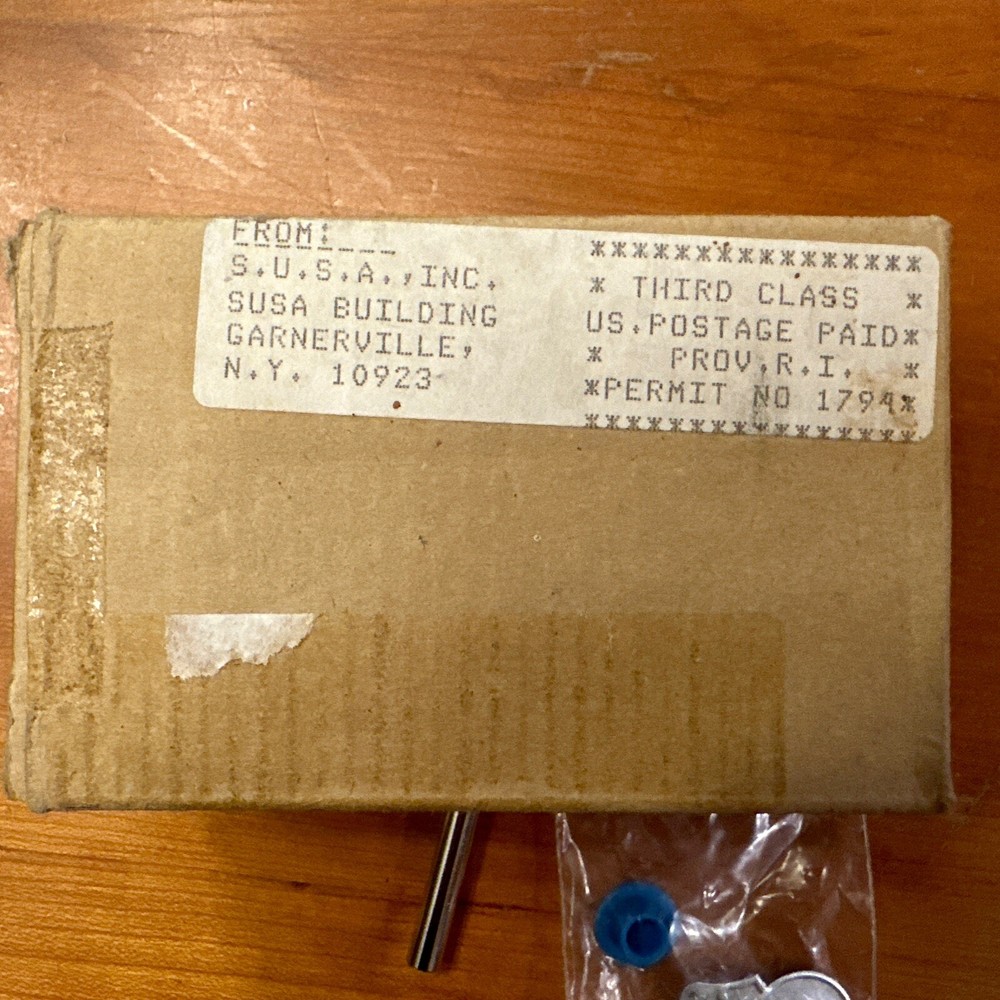 FROM:
S.U.S.A.,INC.
SUSA BUILDING
GARNERVILLE,
N.Y. 10923
*****************
* THIRD CLASS *
US.POSTAGE PAID*
* PROV.R.I. *
*PERMIT NO 1794*
*****************